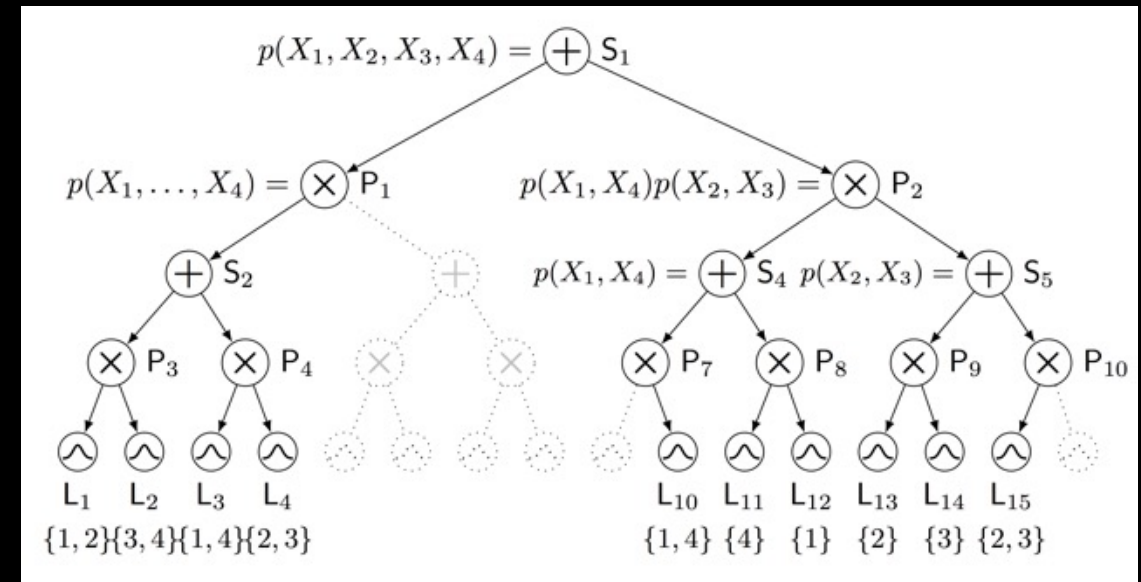 p(X₁, X₂, X₃, X₄) = + S₁
p(X₁, . . . , X₄) = × P₁ p(X₁, X₄)p(X₂, X₃) = × P₂
+ S₂ + p(X₁, X₄) = + S₄ p(X₂, X₃) = + S₅
× P₃ × P₄ × × × P₇ × P₈ × P₉ × P₁₀
L₁ L₂ L₃ L₄ L₁₀ L₁₁ L₁₂ L₁₃ L₁₄ L₁₅
{1, 2}{3, 4}{1, 4}{2, 3} {1, 4} {4} {1} {2} {3} {2, 3}